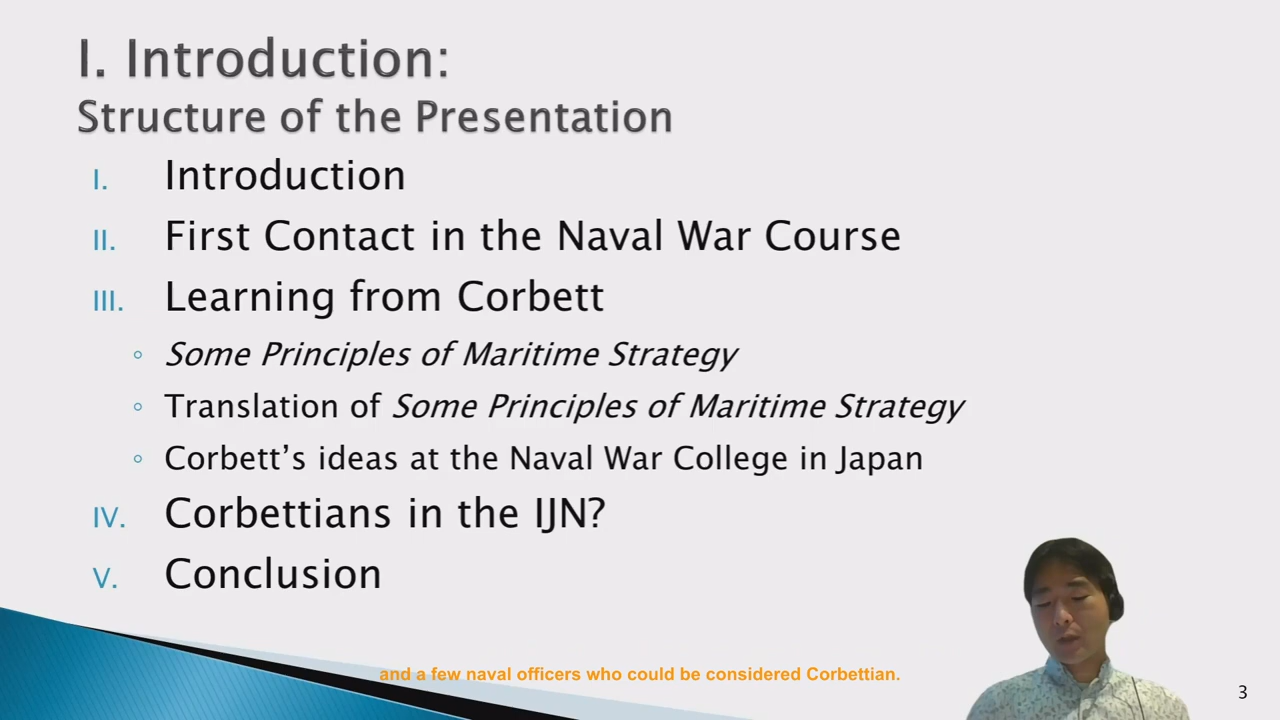 I. Introduction:
Structure of the Presentation
I. Introduction
II. First Contact in the Naval War Course
III. Learning from Corbett
◦ Some Principles of Maritime Strategy
◦ Translation of Some Principles of Maritime Strategy
◦ Corbett’s ideas at the Naval War College in Japan
IV. Corbettians in the IJN?
V. Conclusion
and a few naval officers who could be considered Corbettian.
3